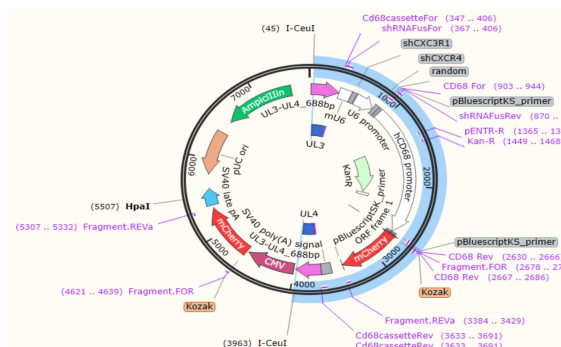 Cd68cassetteFor (347 .. 406)
(45) I-CeuI
shRNAFusFor (367 .. 406)
shCXC3R1
shCXCR4
random
CD68 For (903 .. 944)
pBluescriptKS_primer
shRNAFusRev (870 ..
pENTR-R (1365 .. 13
Kan-R (1449 .. 1468
1000
2000
3000
4000
5000
6000
7000
AmpicIllin
UL3-UL4_688bp
mU6
U6 promoter
UL3
hCD68 promoter
KanR
pUC ori
SV40 late pA
(5507) HpaI
(5307 .. 5332) Fragment.REVa
mCherry
SV40 poly(A) signal
UL3-UL4_688bp
CMV
UL4
pBluescriptSK_primer
ORF frame 1
mCherry
pBluescriptKS_primer
CD68 Rev (2630 .. 2666)
Fragment.FOR (2678 .. 27
CD68 Rev (2667 .. 2686)
Kozak
(4621 .. 4639) Fragment.FOR
Kozak
Fragment.REVa (3384 .. 3429)
Cd68cassetteRev (3633 .. 3691)
Cd68cassetteRev (3633 .. 3691)
(3963) I-CeuI